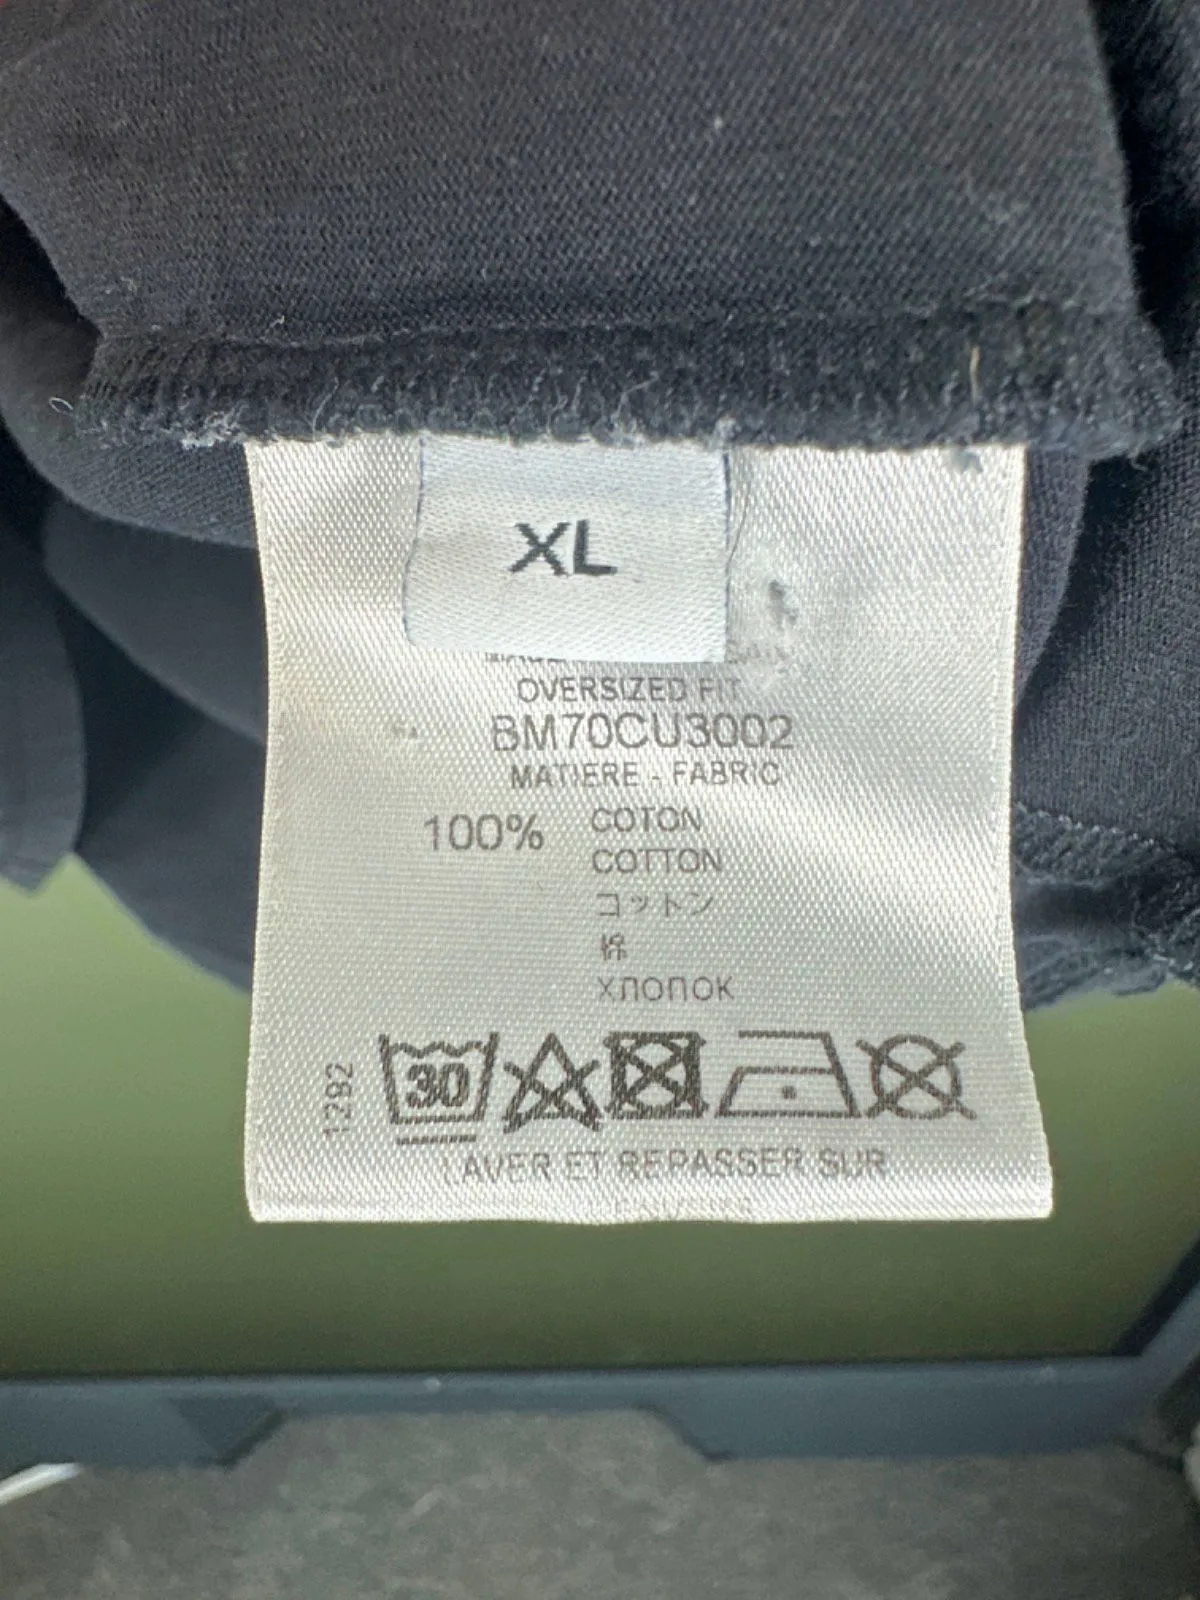 XL
OVERSIZED FIT
BM70CU3002
MATIERE - FABRIC
100% COTON
COTTON
コットン
棉
ХЛОПОК
1292
30
LAVER ET REPASSER SUR